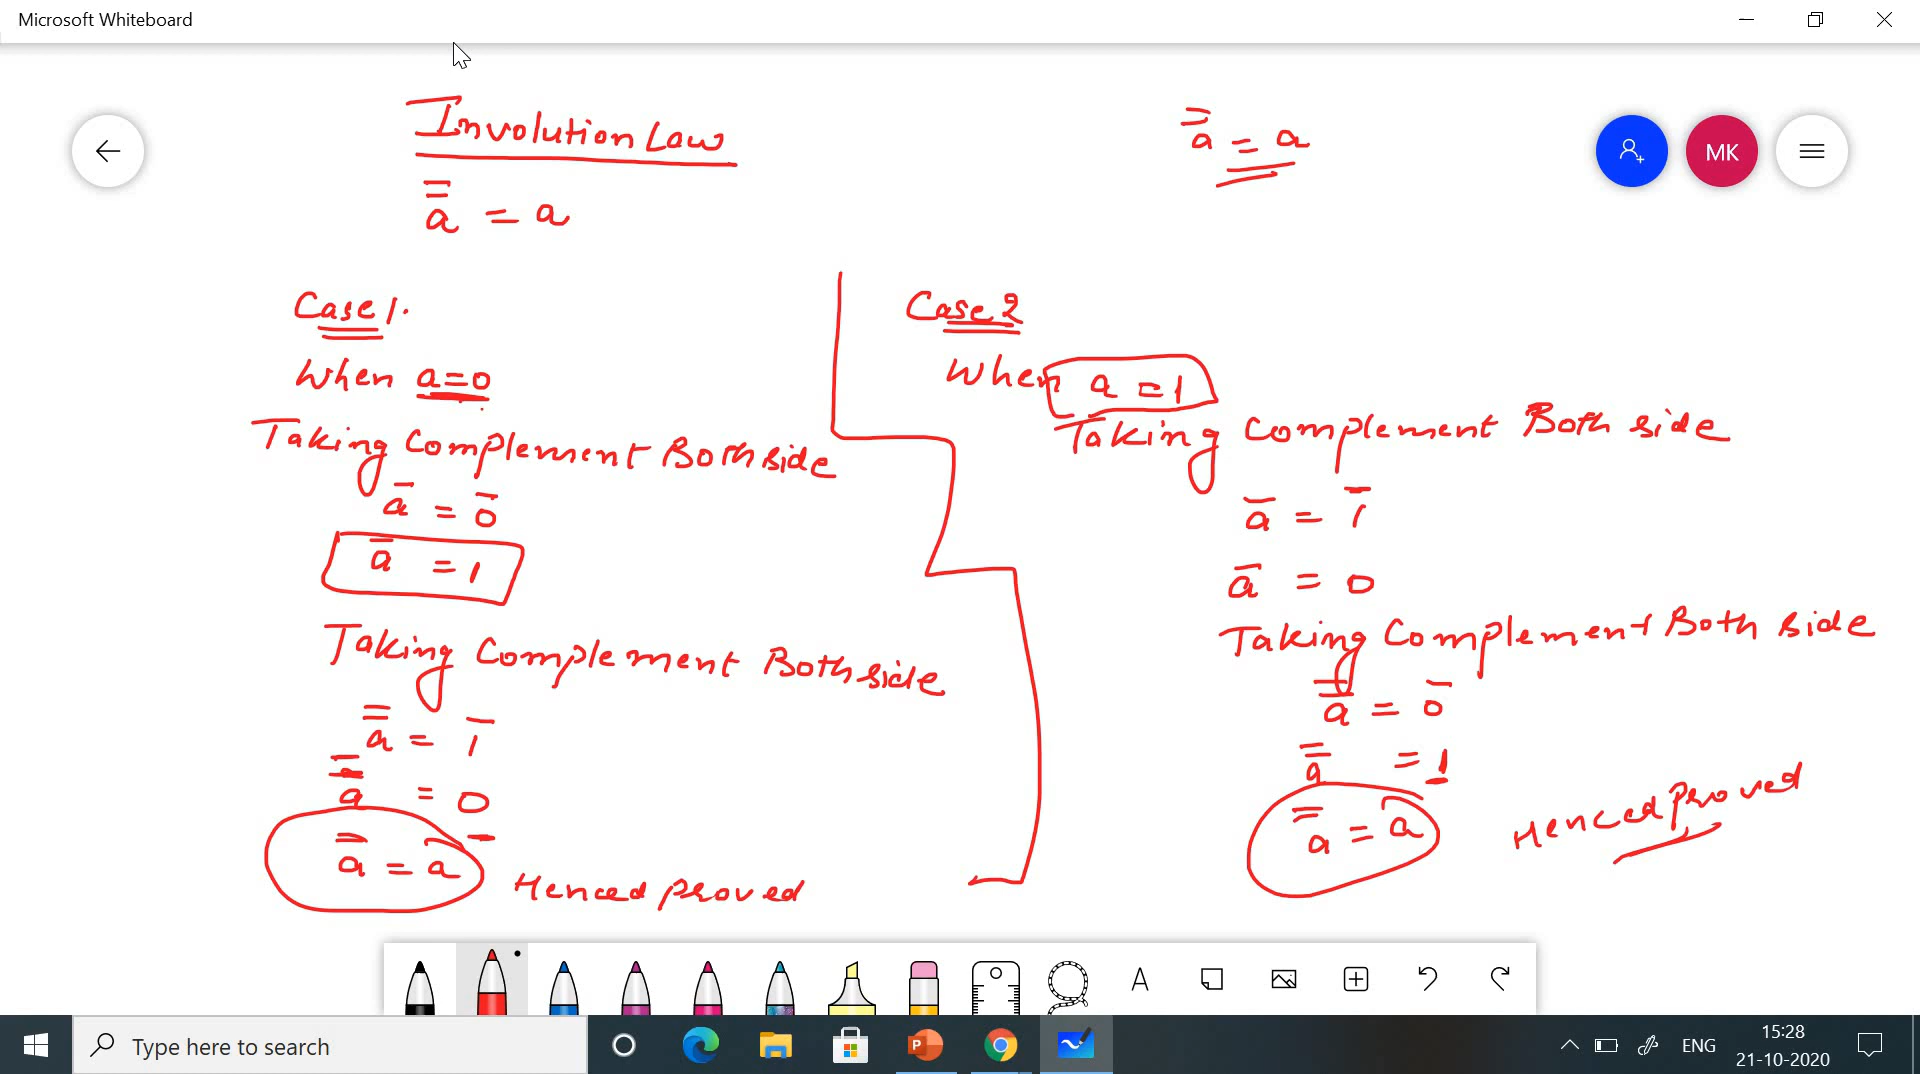 Microsoft Whiteboard
Involution Law
a̿ = a
a̿ = a
MK
Case 1.
When a=0
Taking Complement Both side
a̅ = 0̅
a̅ = 1
Taking Complement Both side
a̿ = 1̅
a̿ = 0
a̿ = a
Henced proved
Case 2
When a = 1
Taking Complement Both side
a̅ = 1̅
a̅ = 0
Taking Complement Both side
a̿ = 0̅
a̿ = 1
a̿ = a
Henced proved
A
Type here to search
ENG
15:28
21-10-2020